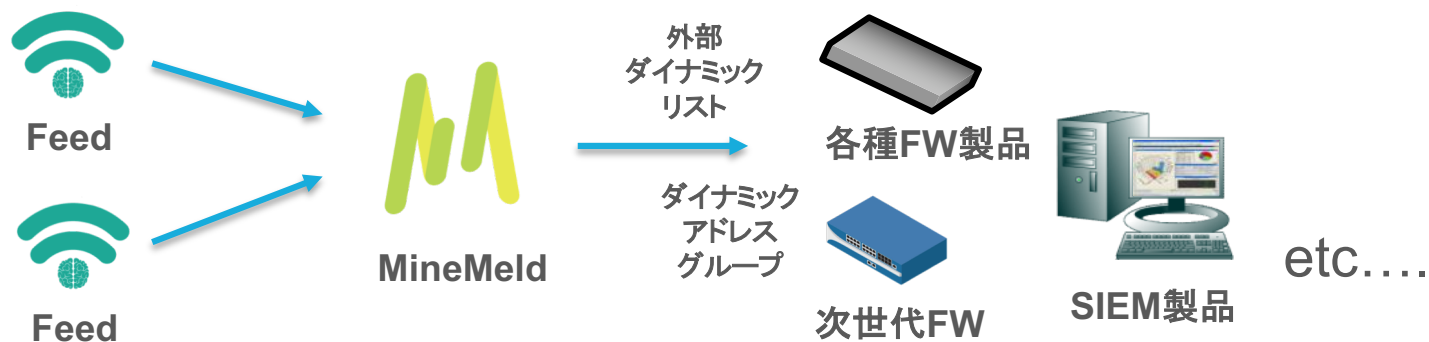 Feed
Feed
MineMeld
外部
ダイナミック
リスト
ダイナミック
アドレス
グループ
各種FW製品
次世代FW
SIEM製品
etc....